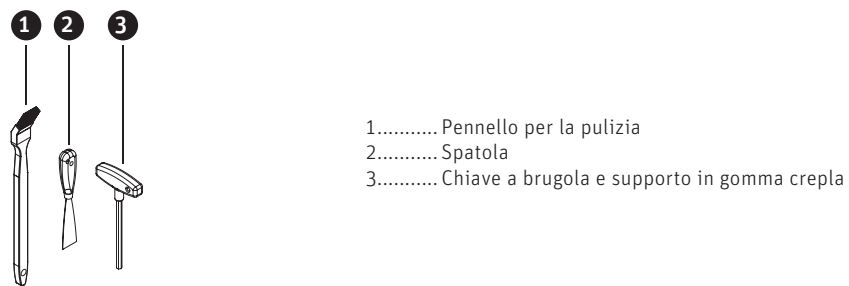 1 2 3
1........... Pennello per la pulizia
2........... Spatola
3........... Chiave a brugola e supporto in gomma crepla